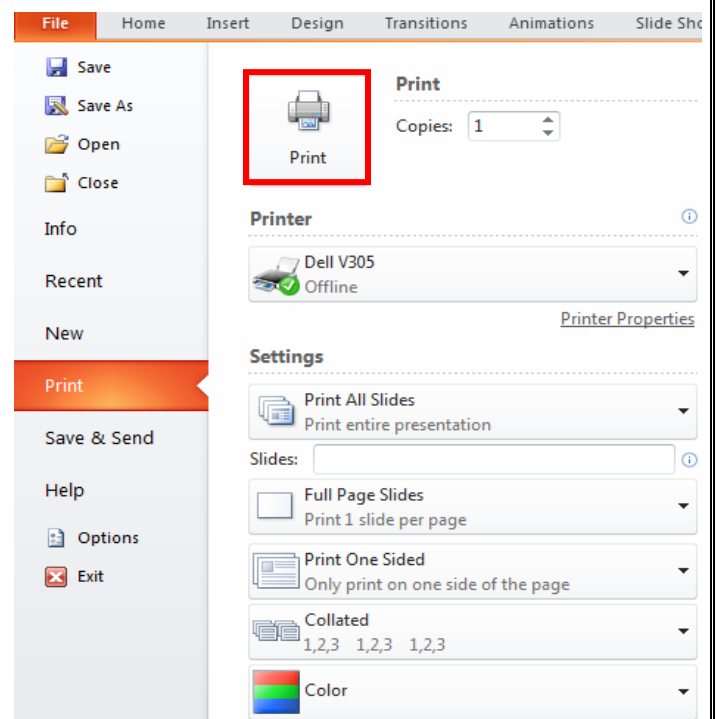 File Home Insert Design Transitions Animations Slide Sho
Save
Save As
Open
Close
Info
Recent
New
Print
Save & Send
Help
Options
Exit
Print
Print
Copies: 1
Printer
Dell V305
Offline
Printer Properties
Settings
Print All Slides
Print entire presentation
Slides:
Full Page Slides
Print 1 slide per page
Print One Sided
Only print on one side of the page
Collated
1,2,3 1,2,3 1,2,3
Color